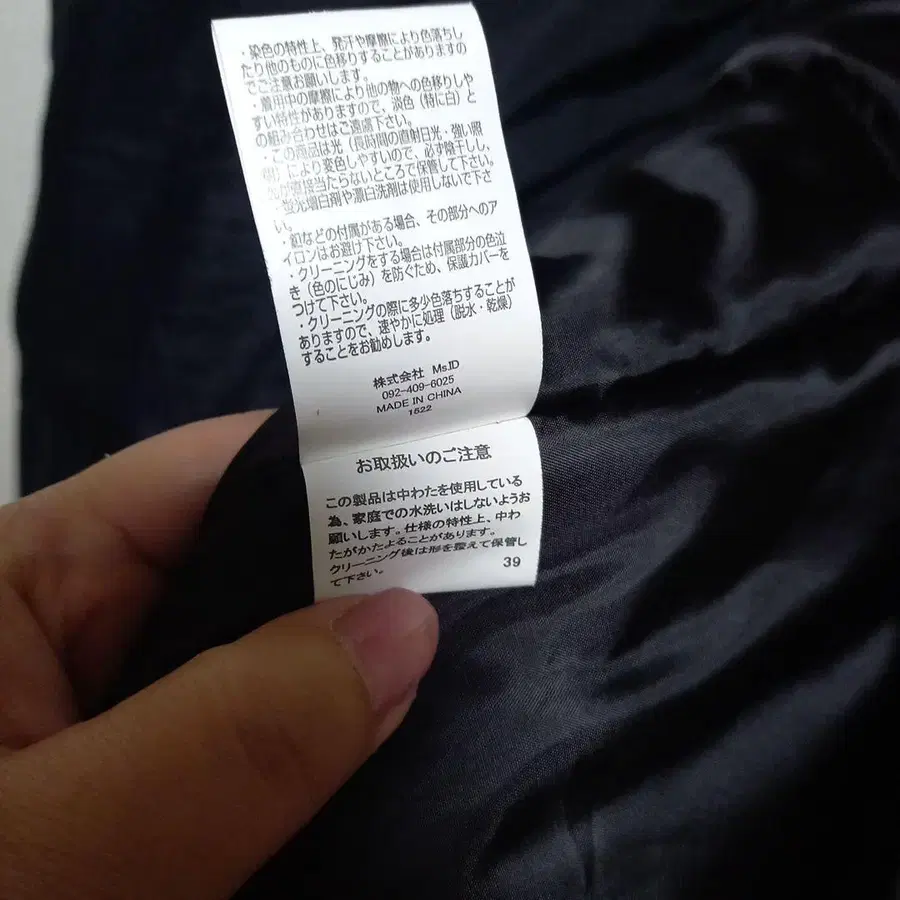 ・染色の特性上、発汗や摩擦により色落ちし
たり他のものに色移りすることがありますの
でご注意お願いします。
・着用中の摩擦により他の物への色移りしや
すい特性がありますので、淡色（特に白）と
の組み合わせはご遠慮下さい。
・この商品は光（長時間の直射日光・強い照
により変色しやすいので、必ず陰干しし、
が直接当たらないところで保管して下さい。
蛍光増白剤や漂白洗剤は使用しないで下さ
い。
・釦などの付属がある場合、その部分へのア
イロンはお避け下さい。
・クリーニングをする場合は付属部分の色泣
き（色のにじみ）を防ぐため、保護カバーを
つけて下さい。
・クリーニングの際に多少色落ちすることが
ありますので、速やかに処理（脱水・乾燥）
することをお勧めします。
株式会社 Ms.ID
092-409-6025
MADE IN CHINA
1522
お取扱いのご注意
この製品は中わたを使用している
為、家庭での水洗いはしないようお
願いします。仕様の特性上、中わ
たがかたよることがあります。
クリーニング後は形を整えて保管し
て下さい。
39